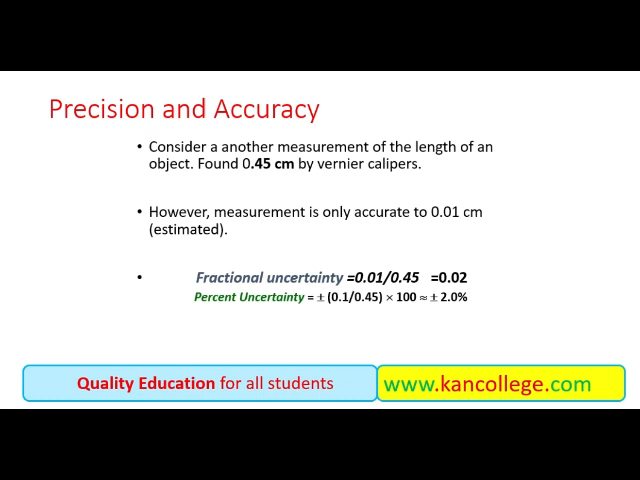 Precision and Accuracy
• Consider a another measurement of the length of an
object. Found 0.45 cm by vernier calipers.
• However, measurement is only accurate to 0.01 cm
(estimated).
• Fractional uncertainty =0.01/0.45 =0.02
Percent Uncertainty = ± (0.1/0.45) × 100 ≈ ± 2.0%
Quality Education for all students
www.kancollege.com